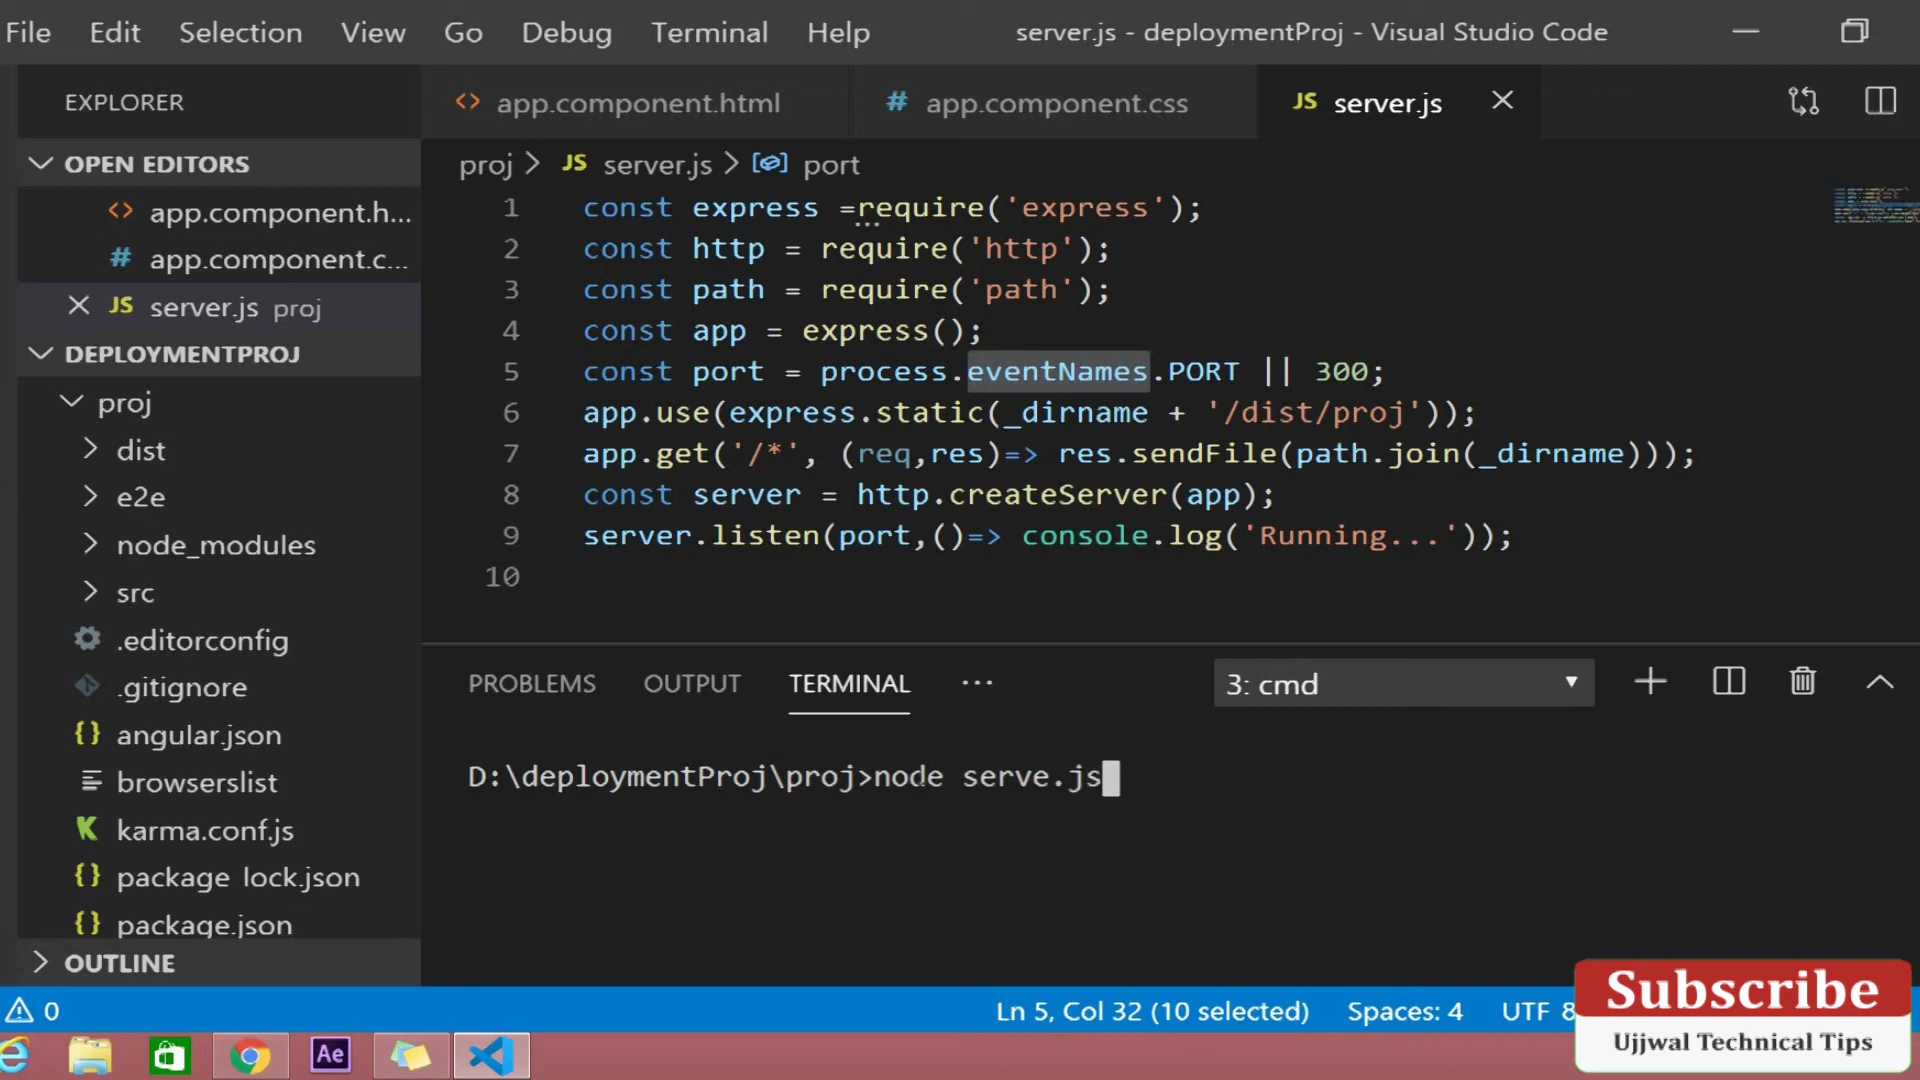 File Edit Selection View Go Debug Terminal Help server.js - deploymentProj - Visual Studio Code
EXPLORER
<> app.component.html # app.component.css JS server.js
OPEN EDITORS
<> app.component.h...
# app.component.c...
JS server.js proj
DEPLOYMENTPROJ
proj
dist
e2e
node_modules
src
.editorconfig
.gitignore
{} angular.json
browserslist
K karma.conf.js
{} package lock.json
{} package.json
OUTLINE
proj > JS server.js > port
1 const express =require('express');
2 const http = require('http');
3 const path = require('path');
4 const app = express();
5 const port = process.eventNames.PORT || 300;
6 app.use(express.static(_dirname + '/dist/proj'));
7 app.get('/*', (req,res)=> res.sendFile(path.join(_dirname)));
8 const server = http.createServer(app);
9 server.listen(port,()=> console.log('Running...'));
10
PROBLEMS OUTPUT TERMINAL ... 3: cmd
D:\deploymentProj\proj>node serve.js
0 Ln 5, Col 32 (10 selected) Spaces: 4 UTF 8
Subscribe
Ujjwal Technical Tips
Ae